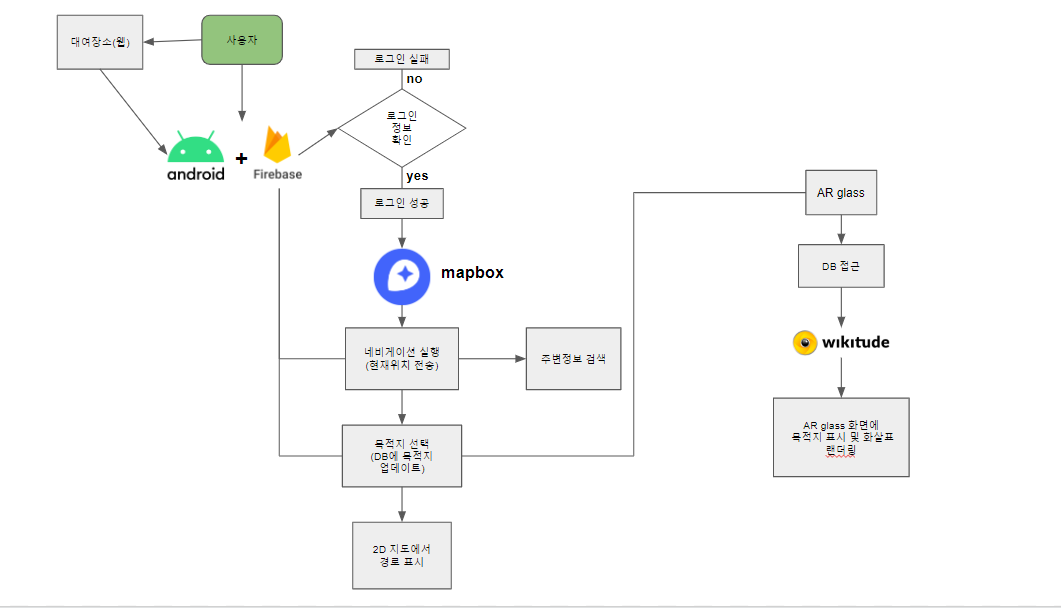 대여장소(웹)
사용자
로그인 실패
no
로그인
정보
확인
android
+
Firebase
yes
로그인 성공
mapbox
네비게이션 실행
(현재위치 전송)
주변정보 검색
목적지 선택
(DB에 목적지
업데이트)
2D 지도에서
경로 표시
AR glass
DB 접근
wikitude
AR glass 화면에
목적지 표시 및 화살표
랜더링